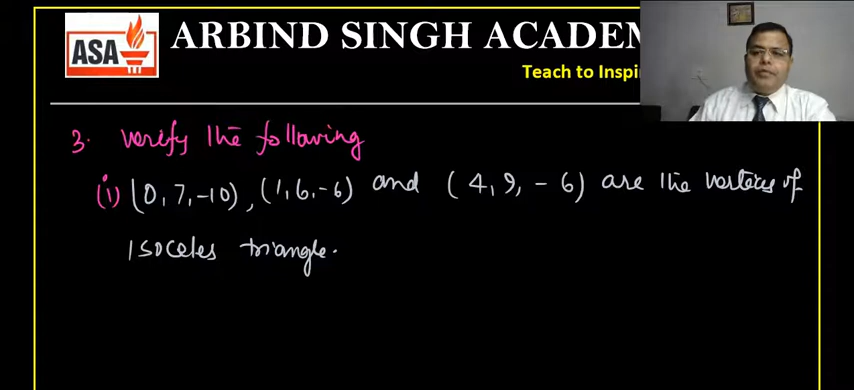 ASA
ARBIND SINGH ACADEM
Teach to Inspi
3. Verify the following
(i) (0, 7, -10), (1, 6, -6) and (4, 9, -6) are the vertices of
Isoceles triangle.